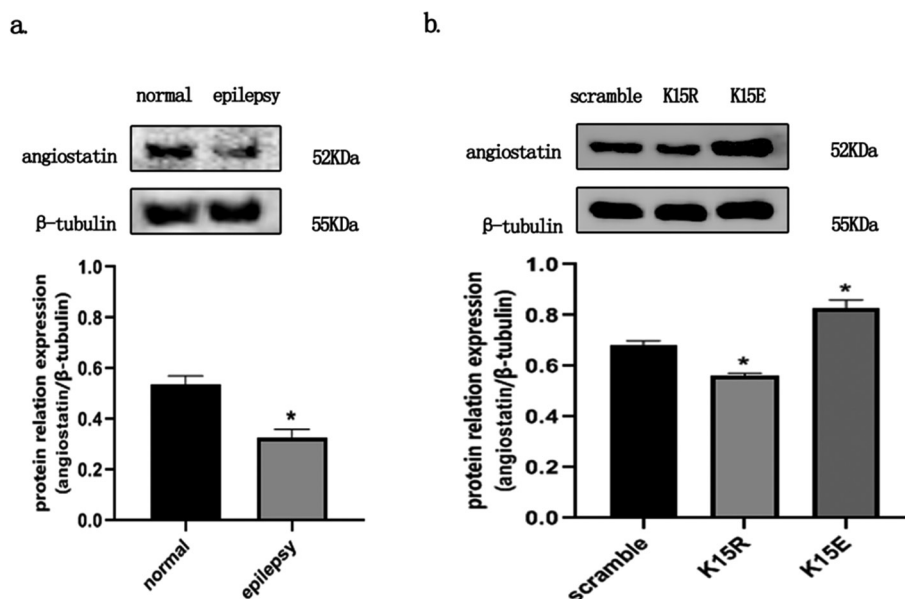 a.
normal epilepsy
angiostatin 52KDa
β-tubulin 55KDa
protein relation expression
(angiostatin/β-tubulin)
1.0
0.8
0.6
0.4
0.2
0.0
*
normal
epilepsy
b.
scramble K15R K15E
angiostatin 52KDa
β-tubulin 55KDa
protein relation expression
(angiostatin/β-tubulin)
1.0
0.8
0.6
0.4
0.2
0.0
*
*
scramble
K15R
K15E